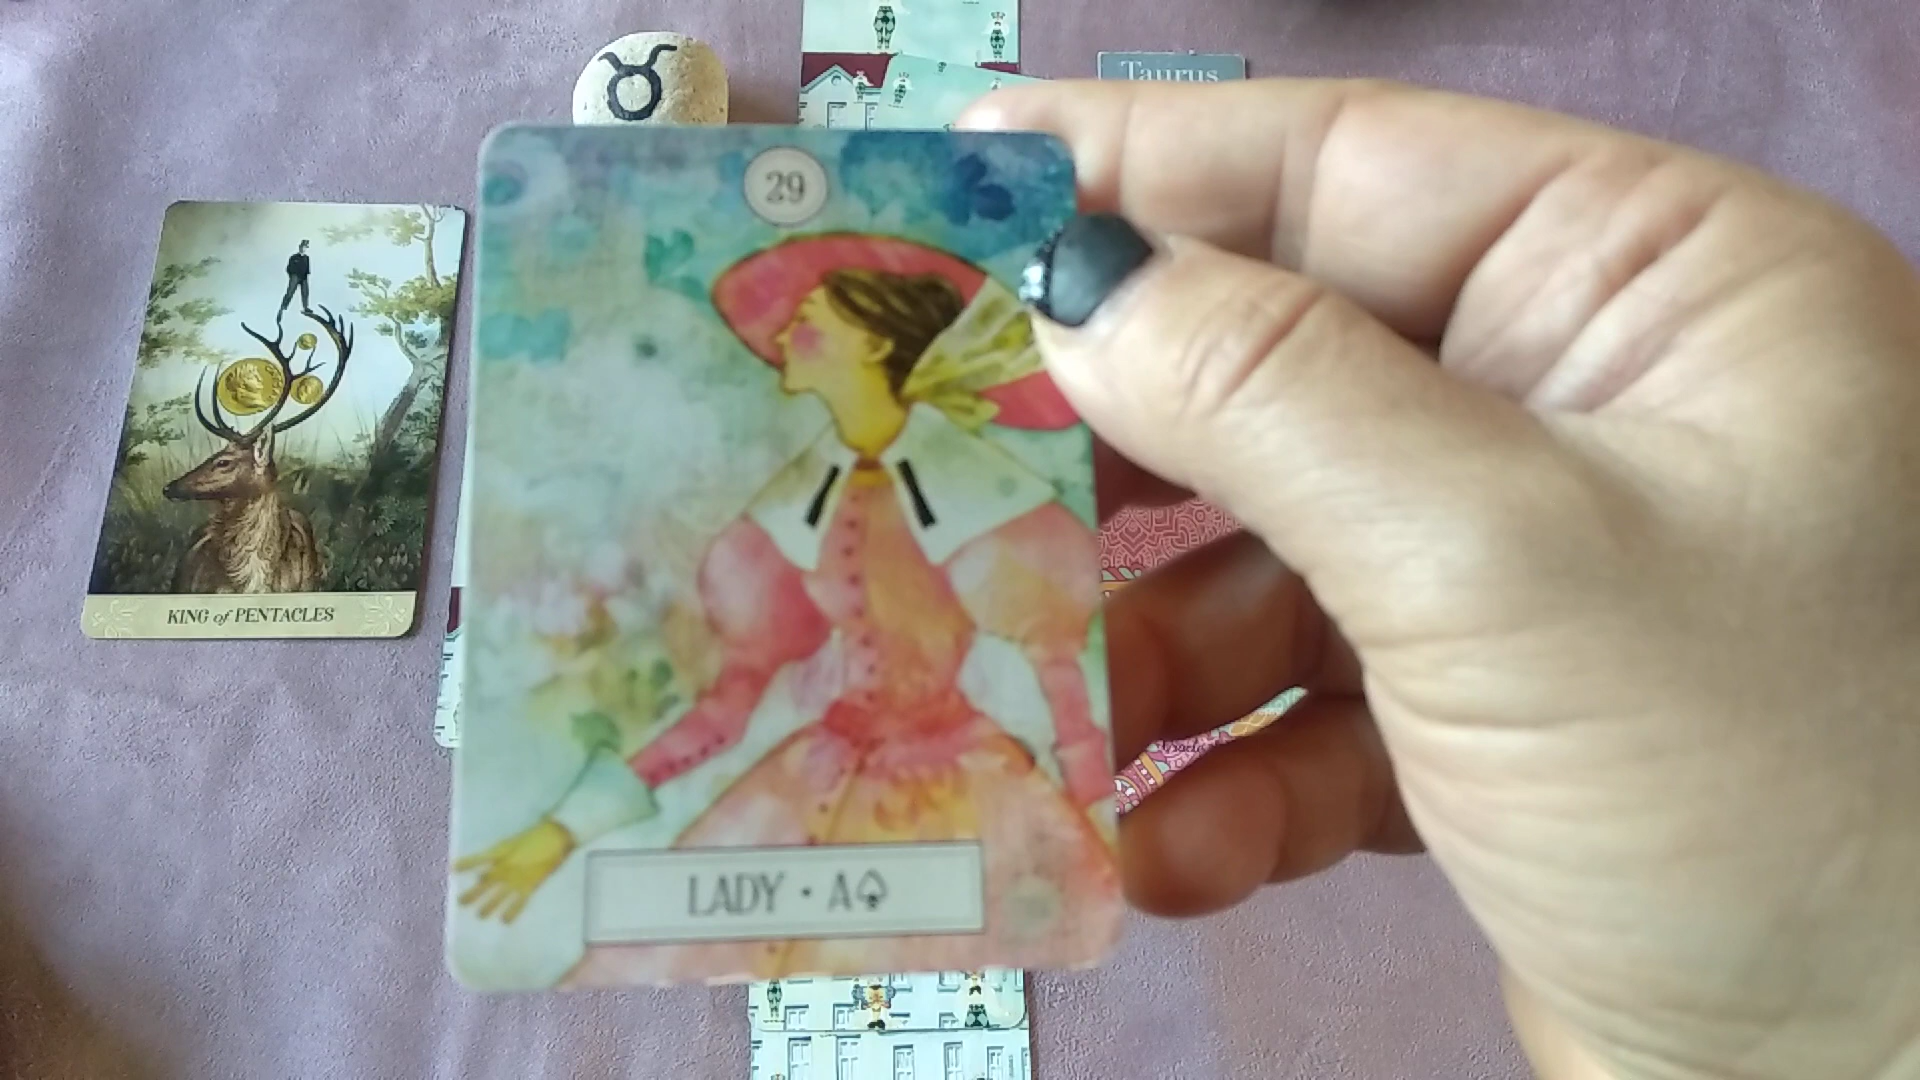 Taurus
29
LADY • A♤
KING of PENTACLES